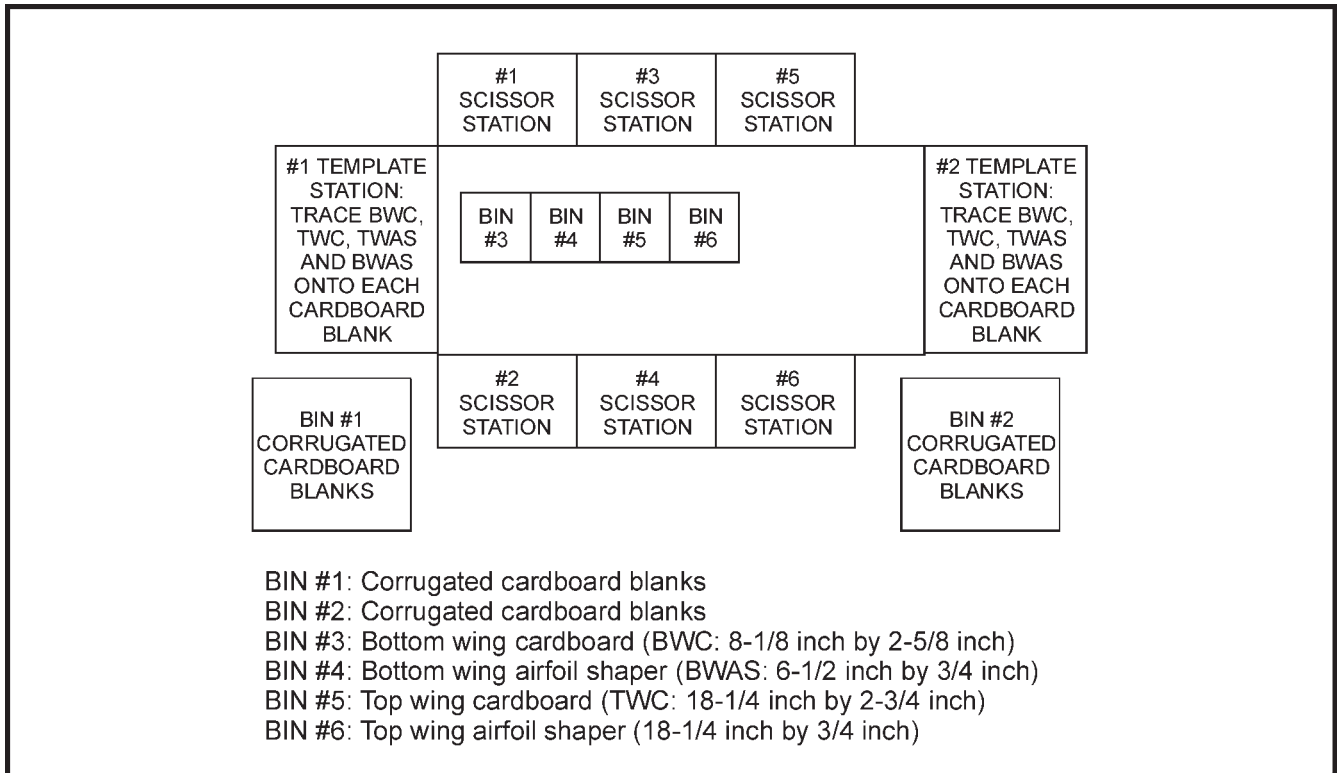 #1
SCISSOR
STATION
#3
SCISSOR
STATION
#5
SCISSOR
STATION
#1 TEMPLATE
STATION:
TRACE BWC,
TWC, TWAS
AND BWAS
ONTO EACH
CARDBOARD
BLANK
BIN
#3
BIN
#4
BIN
#5
BIN
#6
#2 TEMPLATE
STATION:
TRACE BWC,
TWC, TWAS
AND BWAS
ONTO EACH
CARDBOARD
BLANK
#2
SCISSOR
STATION
#4
SCISSOR
STATION
#6
SCISSOR
STATION
BIN #1
CORRUGATED
CARDBOARD
BLANKS
BIN #2
CORRUGATED
CARDBOARD
BLANKS
BIN #1: Corrugated cardboard blanks
BIN #2: Corrugated cardboard blanks
BIN #3: Bottom wing cardboard (BWC: 8-1/8 inch by 2-5/8 inch)
BIN #4: Bottom wing airfoil shaper (BWAS: 6-1/2 inch by 3/4 inch)
BIN #5: Top wing cardboard (TWC: 18-1/4 inch by 2-3/4 inch)
BIN #6: Top wing airfoil shaper (18-1/4 inch by 3/4 inch)